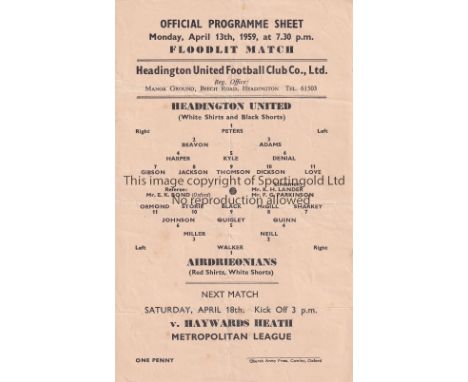 OFFICIAL PROGRAMME SHEET
Monday, April 13th, 1959, at 7.30 p.m.
FLOODLIT MATCH
Headington United Football Club Co., Ltd.
Reg. Office:
MANOR GROUND, BEECH ROAD, HEADINGTON TEL. 61503
HEADINGTON UNITED
(White Shirts and Black Shorts)
Right 1 PETERS Left
2 BEAVON 3 ADAMS
4 HARPER 5 KYLE 6 DENIAL
7 GIBSON 8 JACKSON 9 THOMSON 10 DICKSON 11 LOVE
This image copyright of Sportingold Ltd
No reproduction allowed
Referee:
Mr. E. K. BOND (Oxford)
Mr. K. H. LANDER
Mr. F. G. PARKINSON
ORMOND 11 STORIE 10 BLACK 9 McGILL 8 SHARKEY 7
JOHNSON 6 QUIGLEY 5 QUINN 4
MILLER 3 NEILL 2
Left WALKER 1 Right
AIRDRIEONIANS
(Red Shirts, White Shorts)
NEXT MATCH
SATURDAY, APRIL 18th. Kick Off 3 p.m.
v. HAYWARDS HEATH
METROPOLITAN LEAGUE
ONE PENNY Church Army Press, Cowley, Oxford